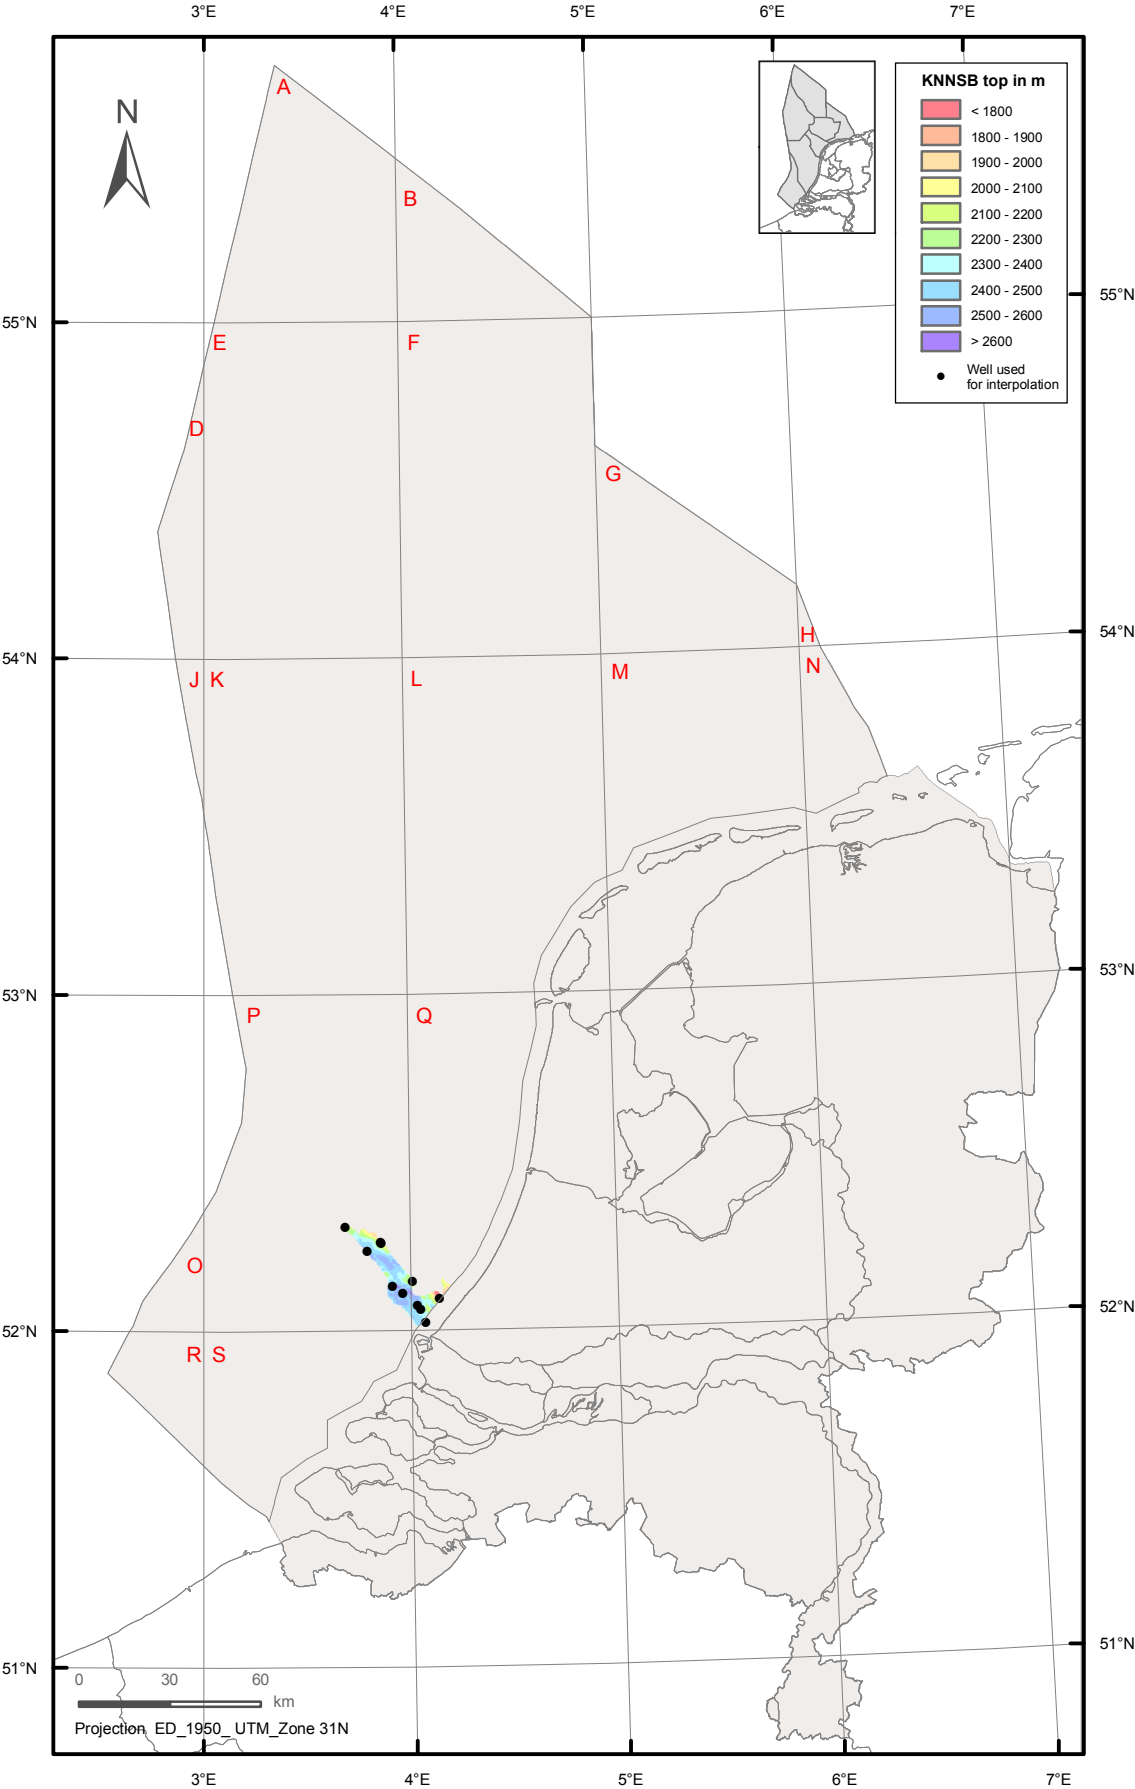 3°E 4°E 5°E 6°E 7°E
N
KNNSB top in m
< 1800
1800 - 1900
1900 - 2000
2000 - 2100
2100 - 2200
2200 - 2300
2300 - 2400
2400 - 2500
2500 - 2600
> 2600
Well used
for interpolation
A
B
55°N 55°N
E F
D
G
H
54°N 54°N
J K L M N
53°N 53°N
P Q
O
52°N 52°N
R S
51°N 51°N
0 30 60
km
Projection ED_1950_ UTM_Zone 31N
3°E 4°E 5°E 6°E 7°E